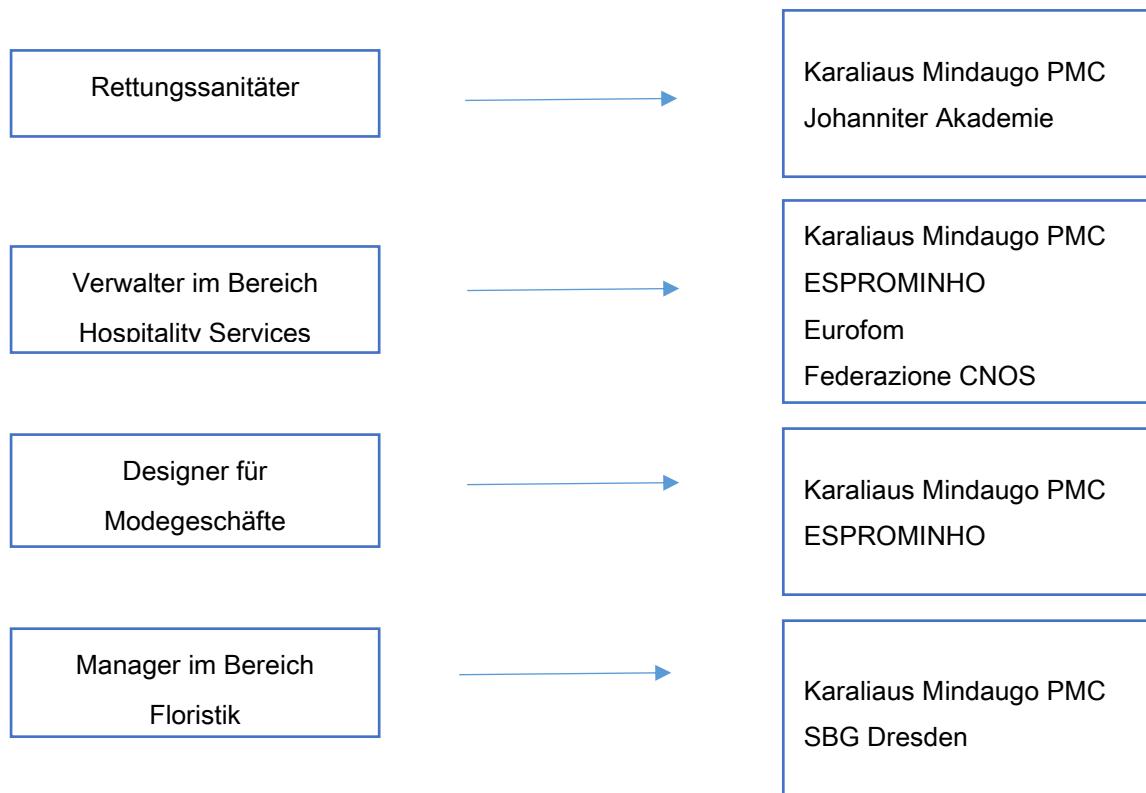 Rettungssanitäter
Karaliaus Mindaugo PMC
Johanniter Akademie
Verwalter im Bereich
Hospitality Services
Karaliaus Mindaugo PMC
ESPROMINHO
Eurofom
Federazione CNOS
Designer für
Modegeschäfte
Karaliaus Mindaugo PMC
ESPROMINHO
Manager im Bereich
Floristik
Karaliaus Mindaugo PMC
SBG Dresden